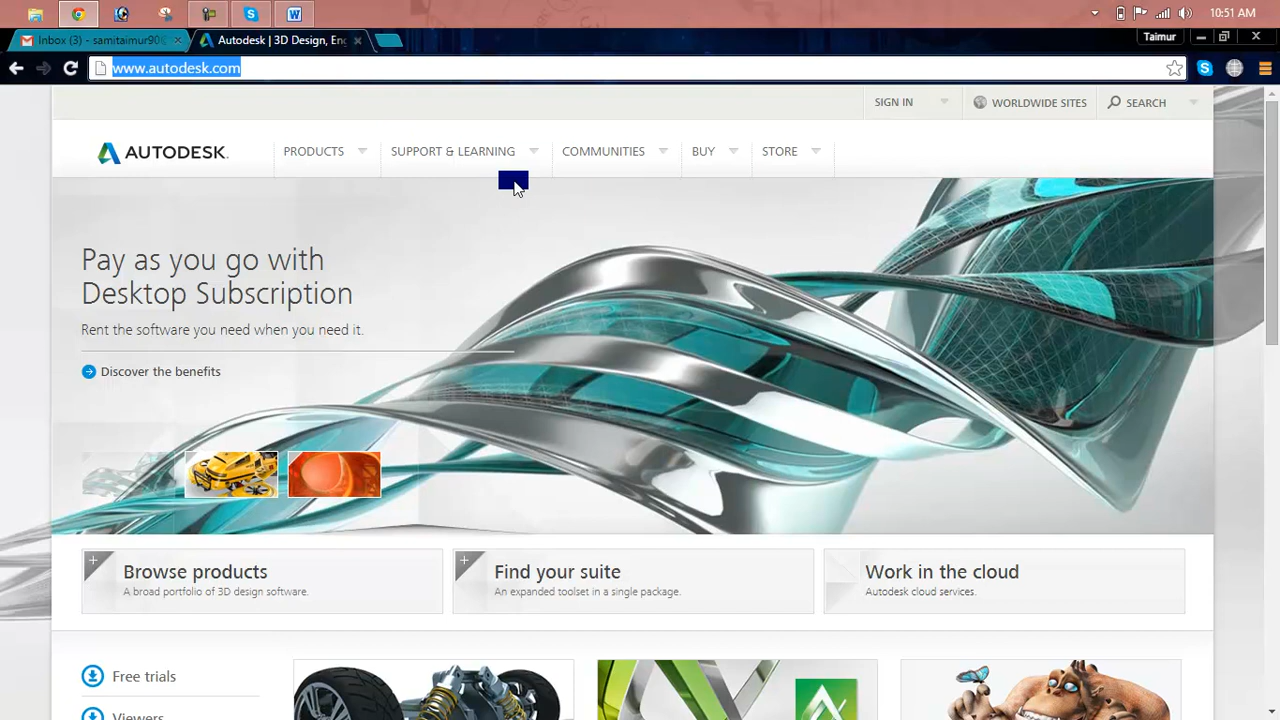 10:51 AM
Inbox (3) - samitaimur90
Autodesk | 3D Design, Eng
Taimur
www.autodesk.com
SIGN IN
WORLDWIDE SITES
SEARCH
AUTODESK.
PRODUCTS
SUPPORT & LEARNING
COMMUNITIES
BUY
STORE
Pay as you go with
Desktop Subscription
Rent the software you need when you need it.
Discover the benefits
Browse products
A broad portfolio of 3D design software.
Find your suite
An expanded toolset in a single package.
Work in the cloud
Autodesk cloud services.
Free trials
Viewers